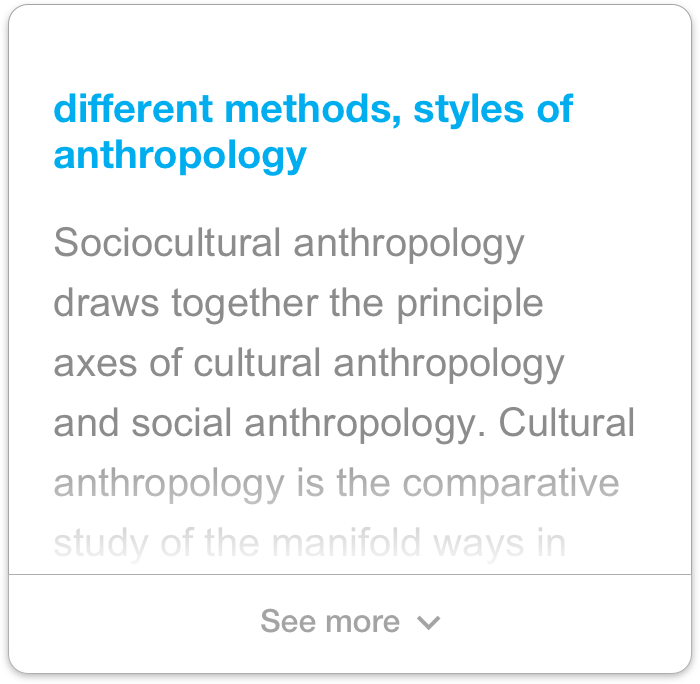 different methods, styles of
anthropology
Sociocultural anthropology
draws together the principle
axes of cultural anthropology
and social anthropology. Cultural
anthropology is the comparative
study of the manifold ways in
See more